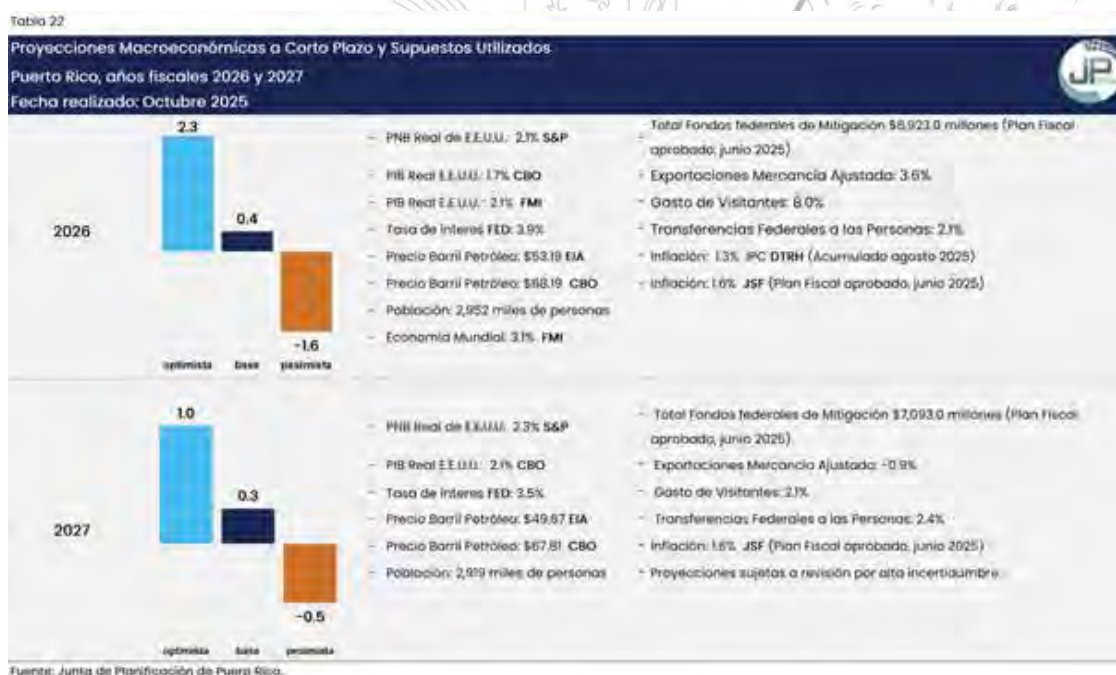 Tabla 22
Proyecciones Macroeconómicas a Corto Plazo y Supuestos Utilizados
Puerto Rico, años fiscales 2026 y 2027
Fecha realizado: Octubre 2025
JP
2026
2.3
0.4
-1.6
optimista base pesimista
- PNB Real de E.E.U.U.: 2.1% S&P
- PIB Real E.E.U.U.: 1.7% CBO
- PIB Real E.E.U.U.: 2.1% FMI
- Tasa de Interes FED: 3.9%
- Precio Barril Petróleo: $53.19 EIA
- Precio Barril Petróleo: $68.19 CBO
- Población: 2,952 miles de personas
- Economía Mundial: 3.1% FMI
- Total Fondos federales de Mitigación $6,923.0 millones (Plan Fiscal
aprobado, junio 2025)
- Exportaciones Mercancía Ajustada: 3.6%
- Gasto de Visitantes: 8.0%
- Transferencias Federales a las Personas: 2.1%
- Inflación: 1.3% IPC DTRH (Acumulado agosto 2025)
- Inflación: 1.6% JSF (Plan Fiscal aprobado, junio 2025)
2027
1.0
0.3
-0.5
optimista base pesimista
- PNB Real de E.E.U.U. 2.3% S&P
- PIB Real E.E.U.U.: 2.1% CBO
- Tasa de Interes FED: 3.5%
- Precio Barril Petróleo: $49.67 EIA
- Precio Barril Petróleo: $67.81 CBO
- Población: 2,919 miles de personas
- Total Fondos federales de Mitigación $7,093.0 millones (Plan Fiscal
aprobado, junio 2025)
- Exportaciones Mercancía Ajustada: -0.9%
- Gasto de Visitantes: 2.1%
- Transferencias Federales a las Personas: 2.4%
- Inflación: 1.6% JSF (Plan Fiscal aprobado, junio 2025)
- Proyecciones sujetas a revisión por alta incertidumbre.
Fuente: Junta de Planificación de Puero Rico.